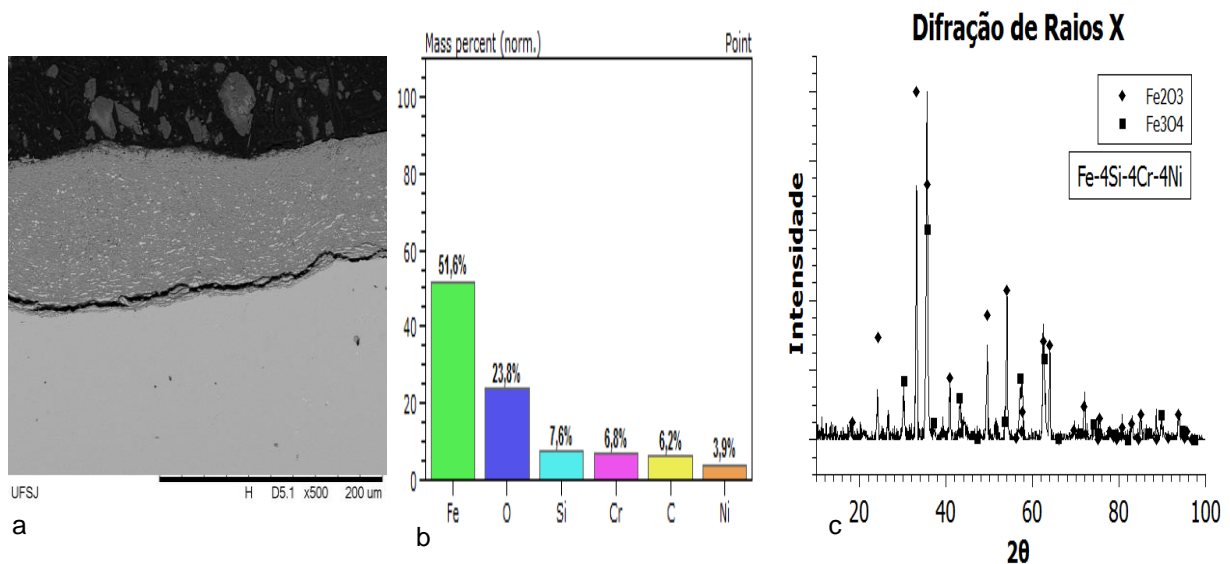 UFSJ H D5.1 x500 200 um
a
Mass percent (norm.) Point
100
80
60
40
20
0
51,6%
23,8%
7,6%
6,8%
6,2%
3,9%
Fe O Si Cr C Ni
b
Difração de Raios X
Fe2O3
Fe3O4
Fe-4Si-4Cr-4Ni
Intensidade
20 40 60 80 100
2θ
c